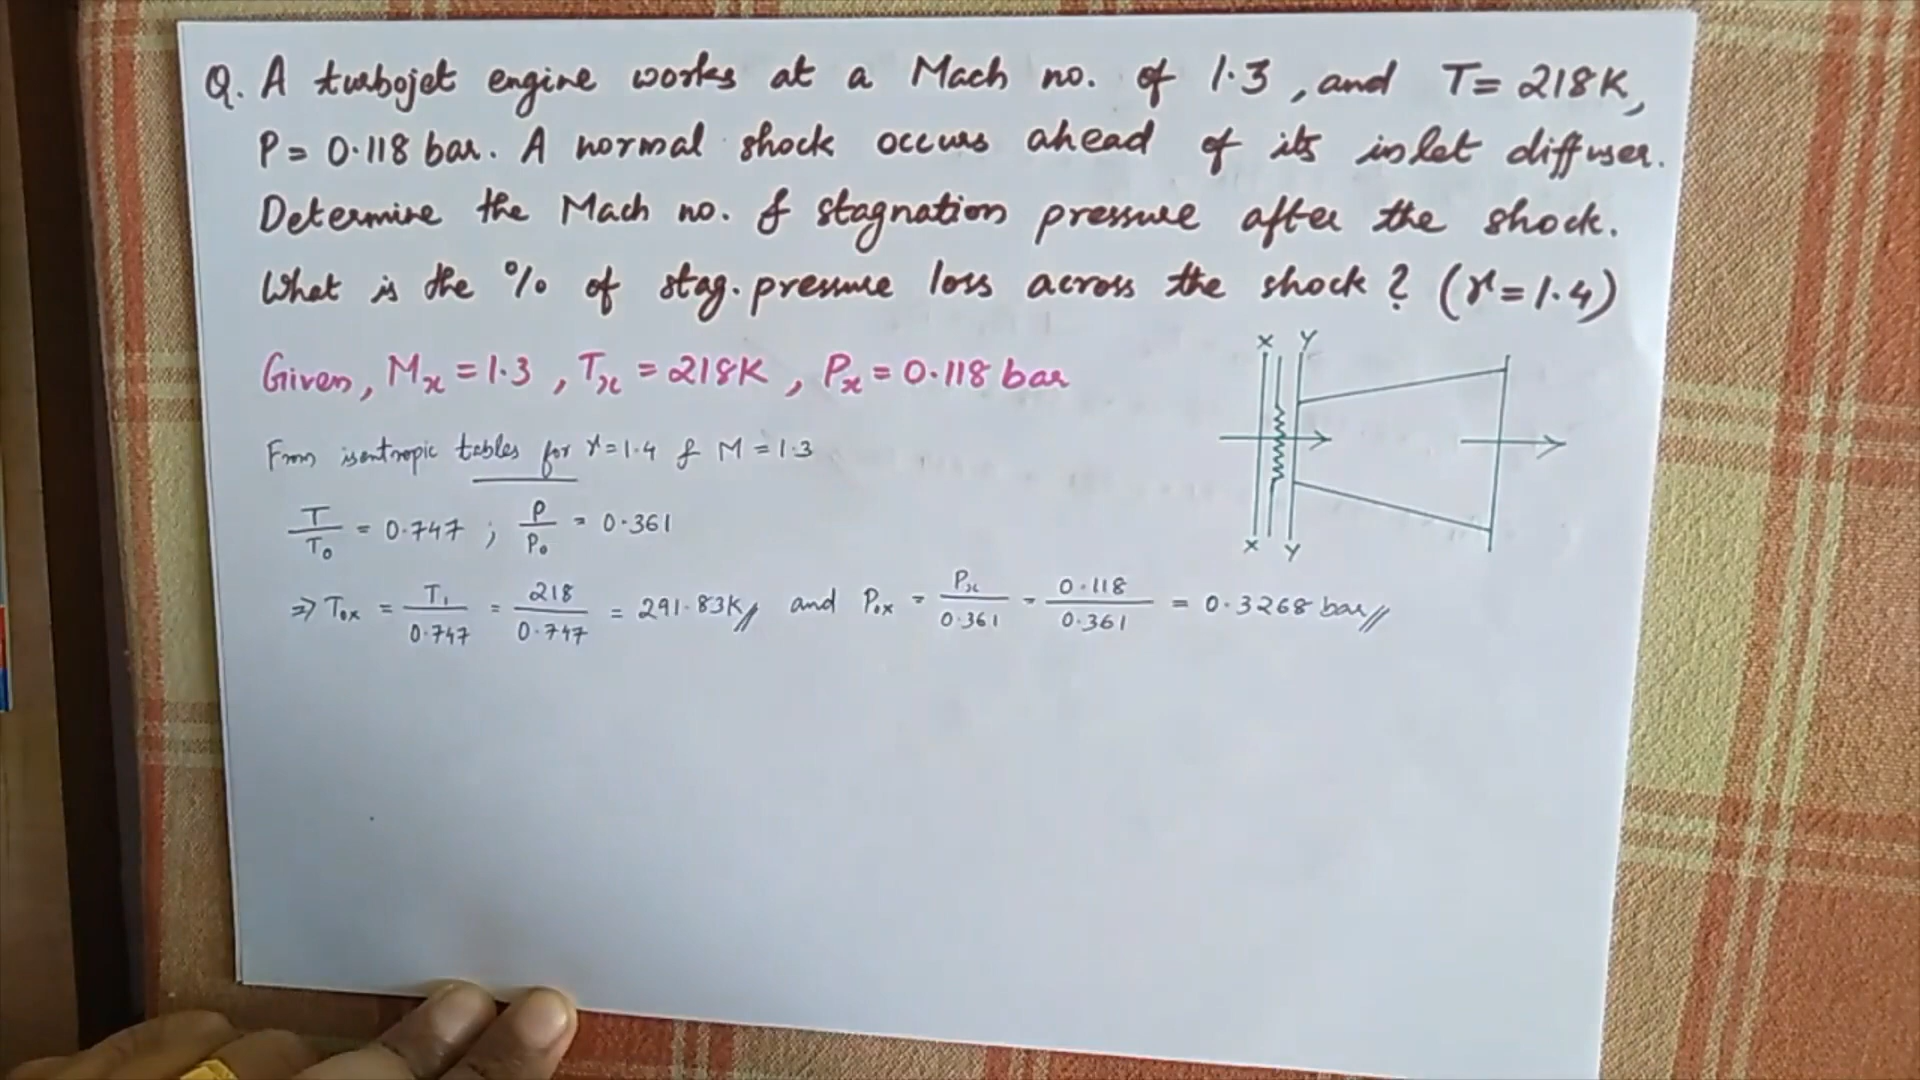 Q. A turbojet engine works at a Mach no. of 1.3, and T = 218K,
P = 0.118 bar. A normal shock occurs ahead of its inlet diffuser.
Determine the Mach no. & stagnation pressure after the shock.
What is the % of stag. pressure loss across the shock? (γ=1.4)
Given, Mx = 1.3, Tx = 218K, Px = 0.118 bar
x y
From isentropic tables for γ=1.4 & M = 1.3
T/T₀ = 0.747 ; P/P₀ = 0.361
x y
⇒ T₀x = T₁/0.747 = 218/0.747 = 291.83K// and P₀x = Px/0.361 = 0.118/0.361 = 0.3268 bar//